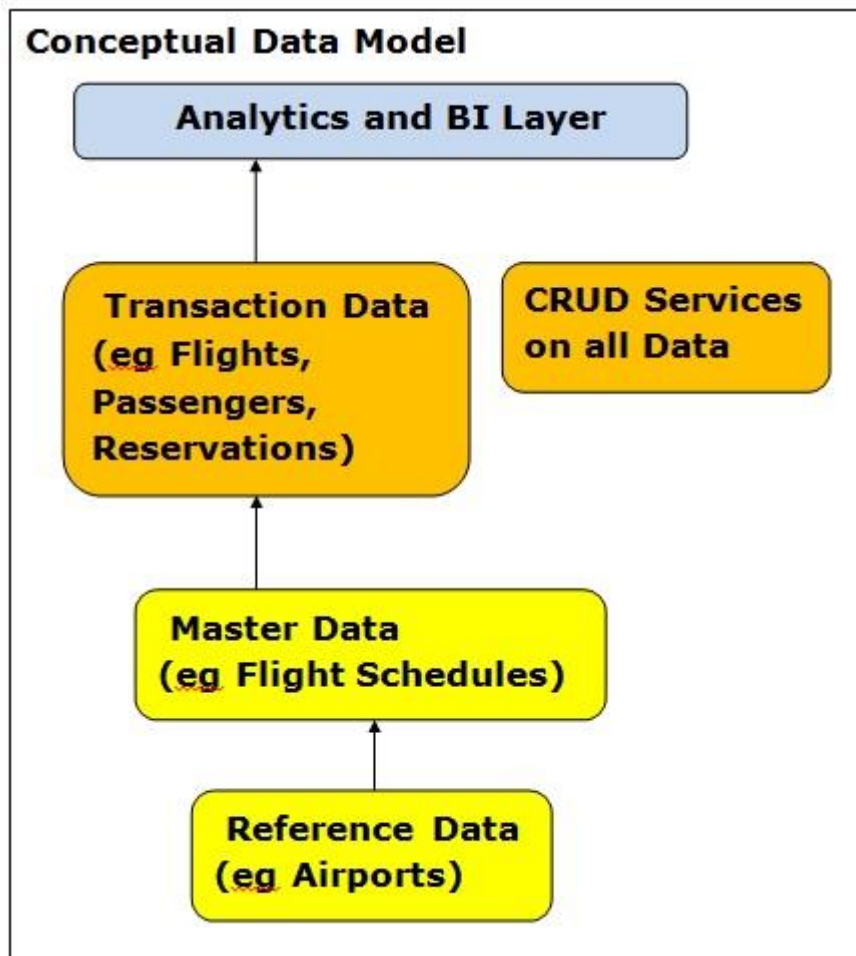 Conceptual Data Model
Analytics and BI Layer
Transaction Data
(eg Flights,
Passengers,
Reservations)
CRUD Services
on all Data
Master Data
(eg Flight Schedules)
Reference Data
(eg Airports)